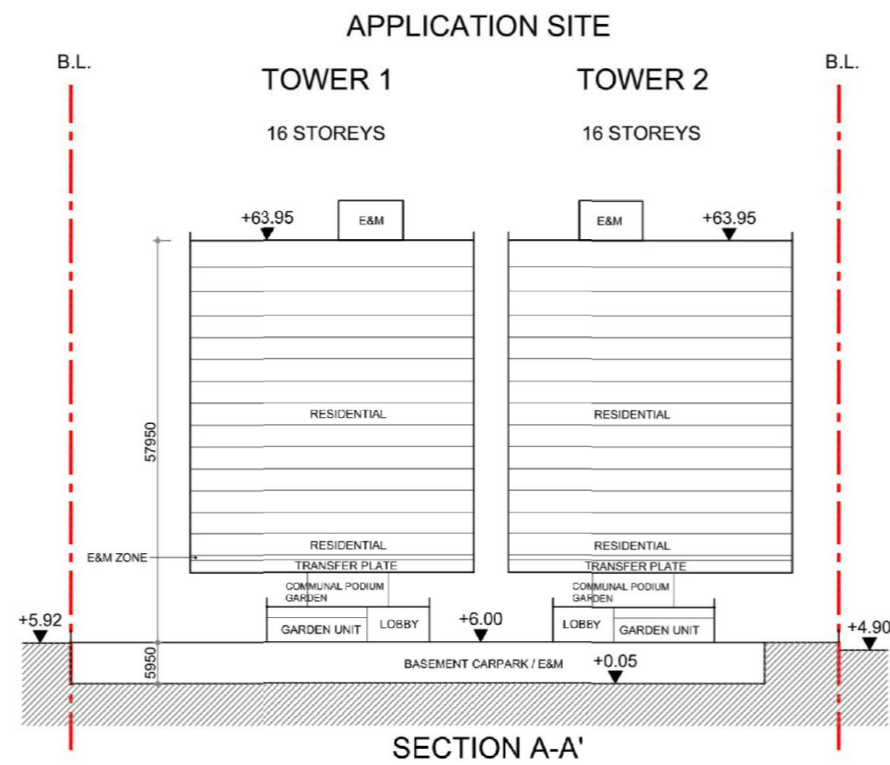 APPLICATION SITE
B.L.
B.L.
TOWER 1
TOWER 2
16 STOREYS
16 STOREYS
+63.95
E&M
E&M
+63.95
57950
RESIDENTIAL
RESIDENTIAL
RESIDENTIAL
RESIDENTIAL
E&M ZONE
TRANSFER PLATE
TRANSFER PLATE
COMMUNAL PODIUM
GARDEN
COMMUNAL PODIUM
GARDEN
+5.92
GARDEN UNIT
LOBBY
+6.00
LOBBY
GARDEN UNIT
+4.90
5950
BASEMENT CARPARK / E&M
+0.05
SECTION A-A'